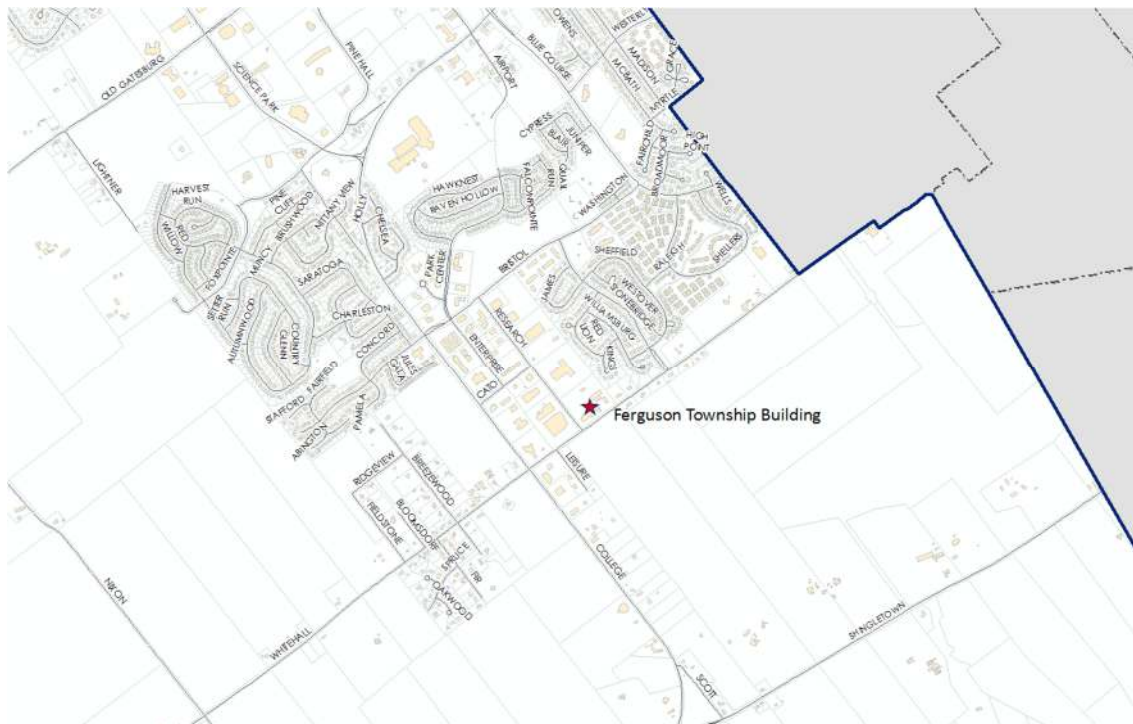 OWENS
WESTERLY
OLD GATESBURG
SCIENCE PARK
PINE HALL
AIRPORT
BLUE COURSE
MADISON
MCBATH
GRACE
MYRTLE
LIGHTNER
CYPRESS
BLAIR
JUNIPER
QUAIL
RUN
FAIRCHILD
BROADMOOR
HIGH
POINT
WELLS
HARVEST
RUN
RED
WILLOW
FOXPOINTE
PINE
CLIFF
BRUSHWOOD
NITTANY VIEW
HOLLY
CHELSEA
HAWKNEST
RAVEN HOLLOW
FALCONPOINTE
WASHINGTON
MUNCY
SARATOGA
PARK
CENTER
BRISTOL
SHEFFIELD
RALEIGH
SHELLERS
SETTER
RUN
AUTUMNWOOD
COUNTRY
GLENN
CHARLESTON
CONCORD
JAMES
WESTOVER
STONEBRIDGE
WILLIAMSBURG
RED
LION
KINGS
RESEARCH
ENTERPRISE
CATO
JULES
GALA
STAFFORD
FAIRFIELD
PAMELA
ABINGTON
Ferguson Township Building
RIDGEVIEW
BREEZEWOOD
LEISURE
BLOOMSDORF
FIELDSTONE
SPRUCE
FIR
OAKWOOD
COLLEGE
NIXON
WHITEHALL
SHINGLETOWN
SCOTT